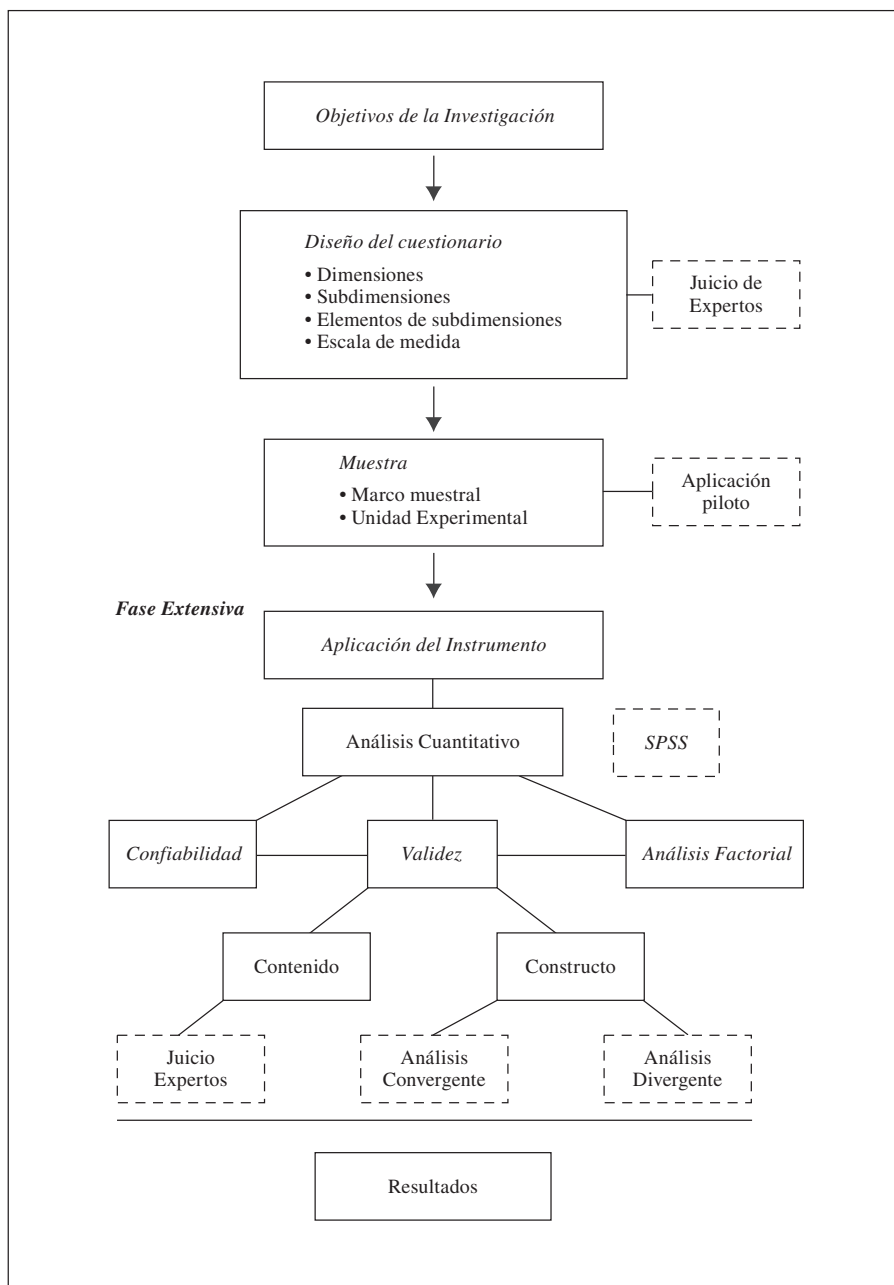 Objetivos de la Investigación
Diseño del cuestionario
• Dimensiones
• Subdimensiones
• Elementos de subdimensiones
• Escala de medida
Juicio de
Expertos
Muestra
• Marco muestral
• Unidad Experimental
Aplicación
piloto
Fase Extensiva
Aplicación del Instrumento
Análisis Cuantitativo
SPSS
Confiabilidad
Validez
Análisis Factorial
Contenido
Constructo
Juicio
Expertos
Análisis
Convergente
Análisis
Divergente
Resultados